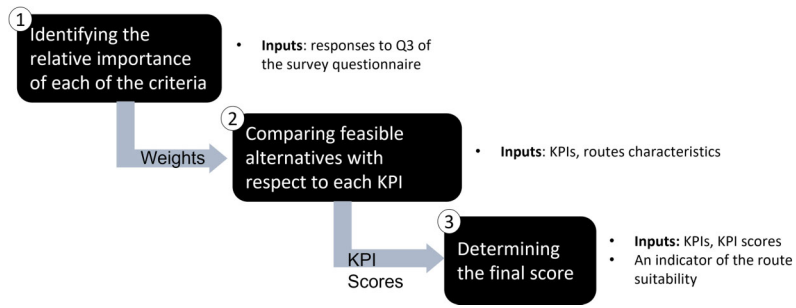 1
Identifying the
relative importance
of each of the criteria
• Inputs: responses to Q3 of
the survey questionnaire
Weights
2
Comparing feasible
alternatives with
respect to each KPI
• Inputs: KPIs, routes characteristics
KPI
Scores
3
Determining
the final score
• Inputs: KPIs, KPI scores
• An indicator of the route
suitability